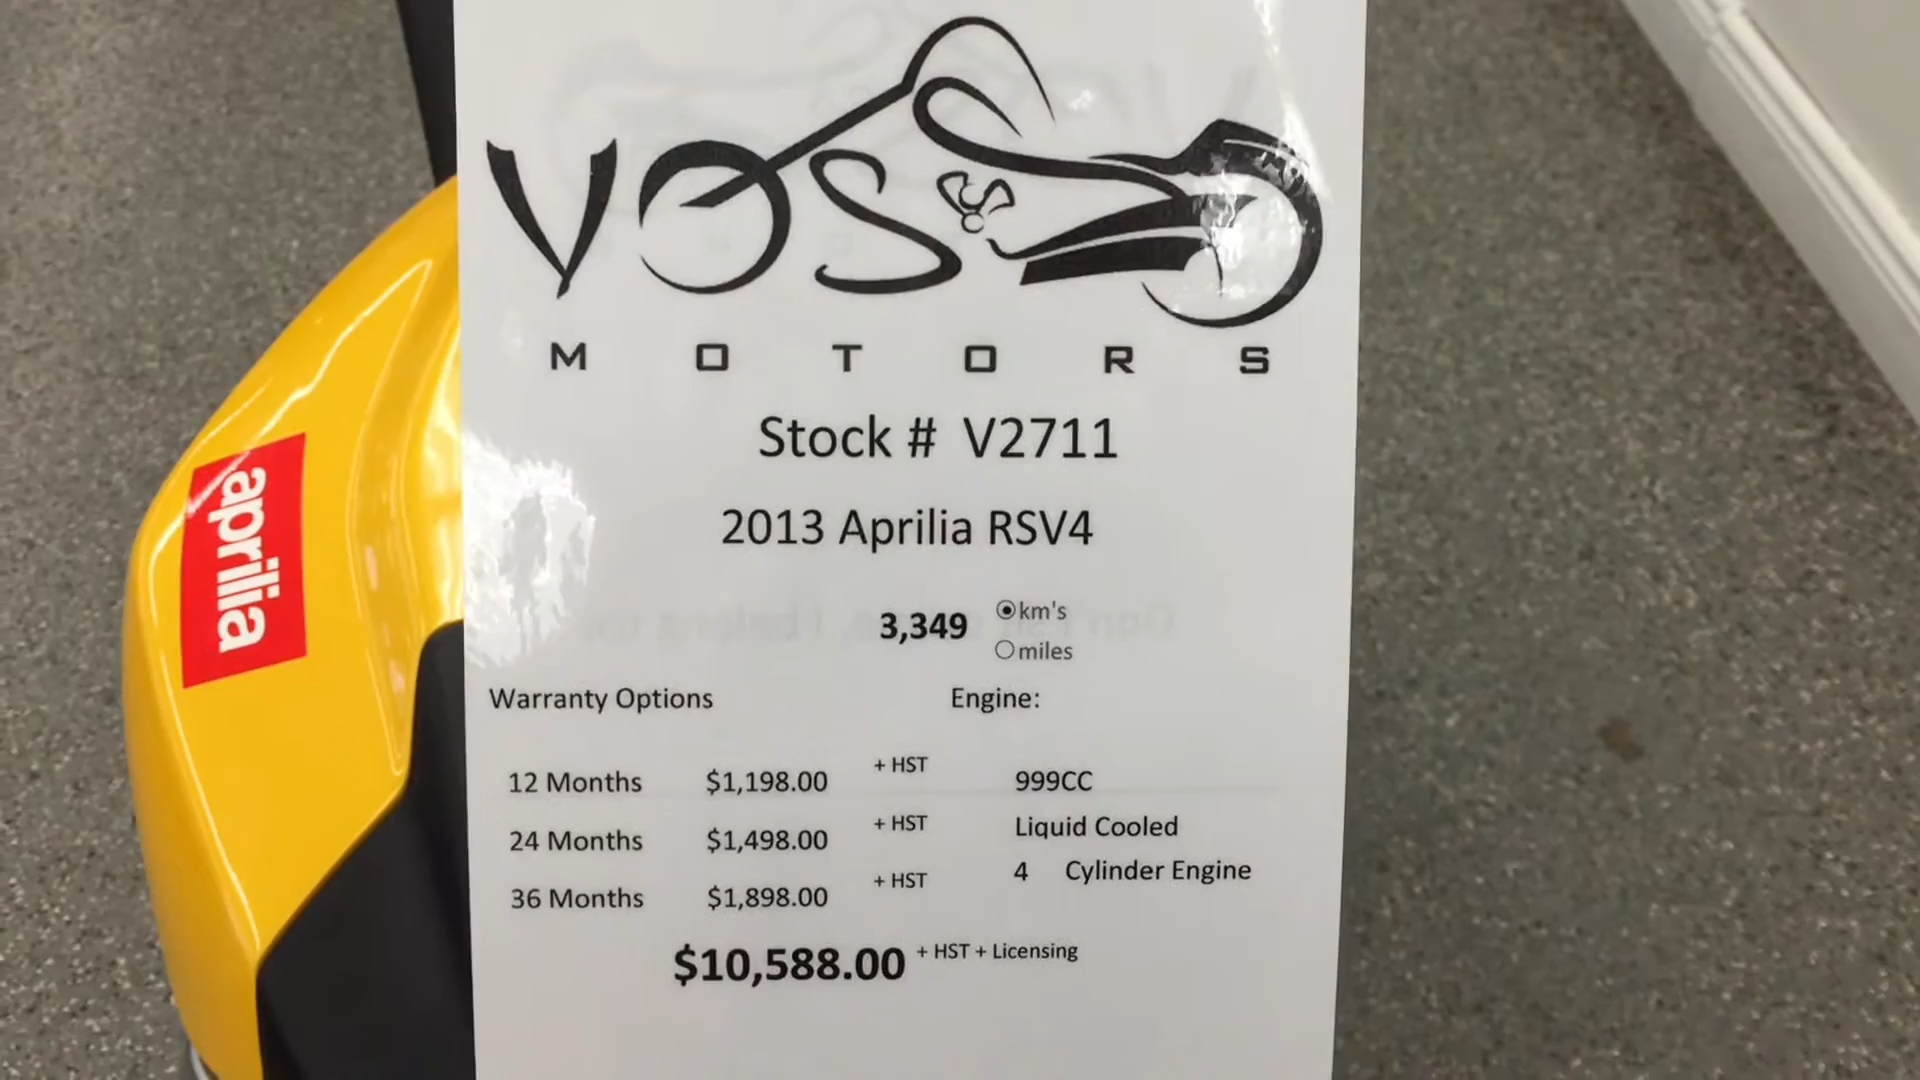 VOSS
MOTORS
Stock # V2711
2013 Aprilia RSV4
3,349 km's
miles
Warranty Options
Engine:
12 Months $1,198.00 + HST
999CC
24 Months $1,498.00 + HST
Liquid Cooled
36 Months $1,898.00 + HST
4 Cylinder Engine
$10,588.00 + HST + Licensing
aprilia